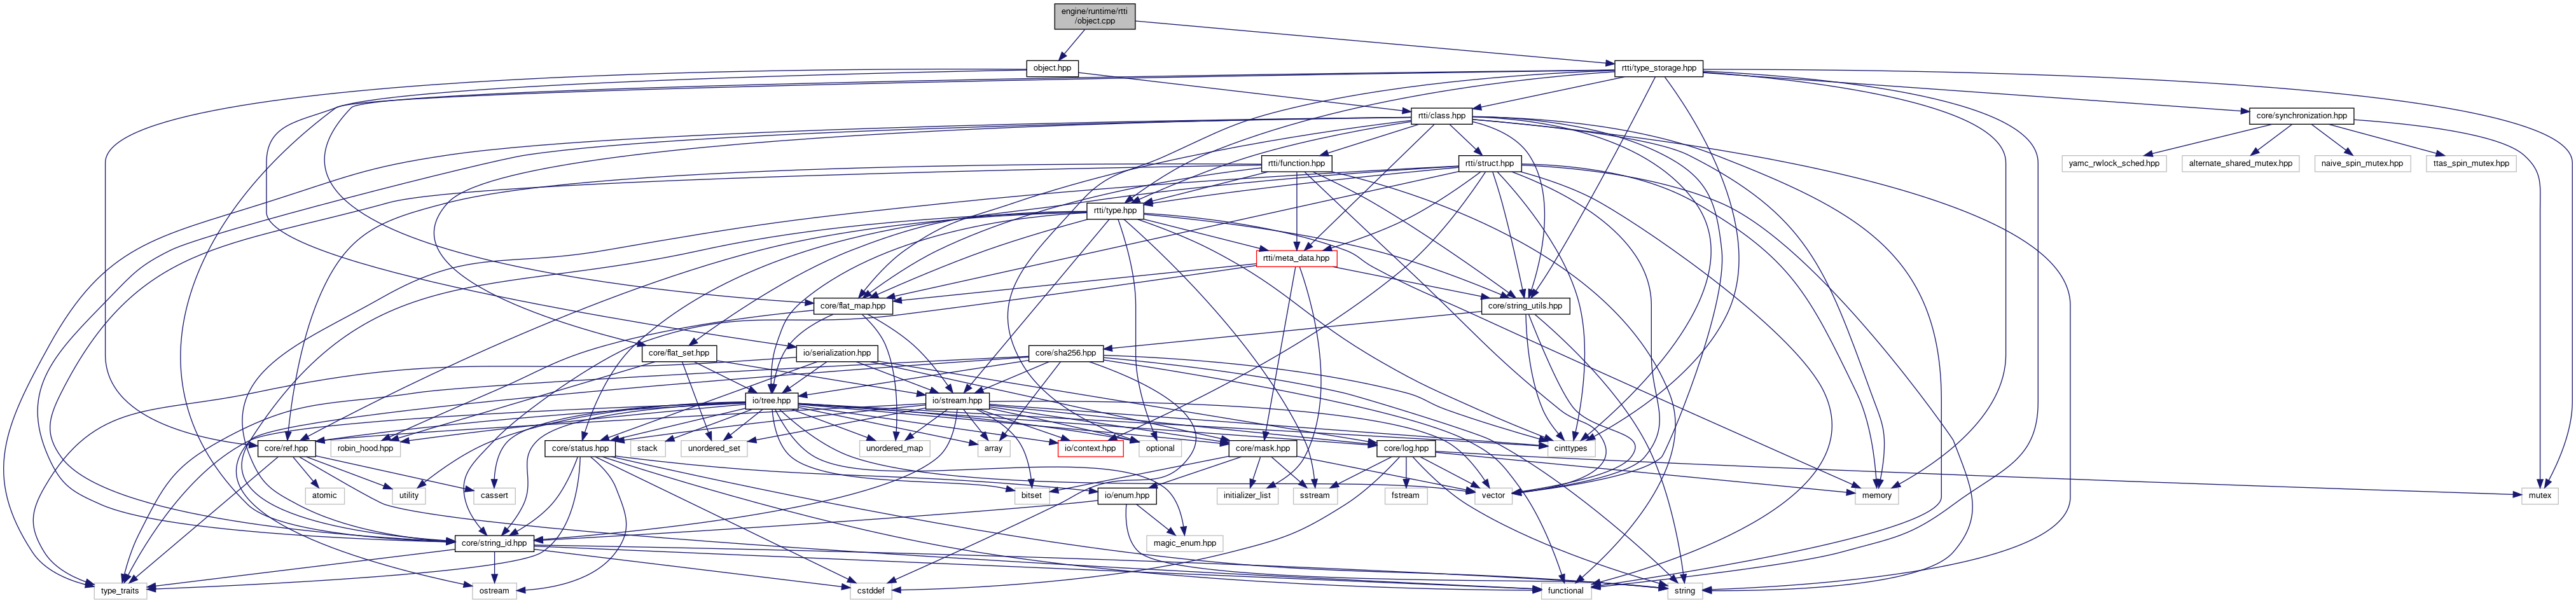 engine/runtime/rtti
/object.cpp
object.hpp
rtti/type_storage.hpp
rtti/class.hpp
core/synchronization.hpp
rtti/function.hpp
rtti/struct.hpp
yamc_rwlock_sched.hpp
alternate_shared_mutex.hpp
naive_spin_mutex.hpp
ttas_spin_mutex.hpp
rtti/type.hpp
rtti/meta_data.hpp
core/flat_map.hpp
core/string_utils.hpp
core/flat_set.hpp
io/serialization.hpp
core/sha256.hpp
io/tree.hpp
io/stream.hpp
core/ref.hpp
robin_hood.hpp
core/status.hpp
stack
unordered_set
unordered_map
array
io/context.hpp
optional
core/mask.hpp
core/log.hpp
cinttypes
atomic
utility
cassert
bitset
io/enum.hpp
initializer_list
sstream
fstream
vector
memory
mutex
core/string_id.hpp
magic_enum.hpp
type_traits
ostream
cstddef
functional
string